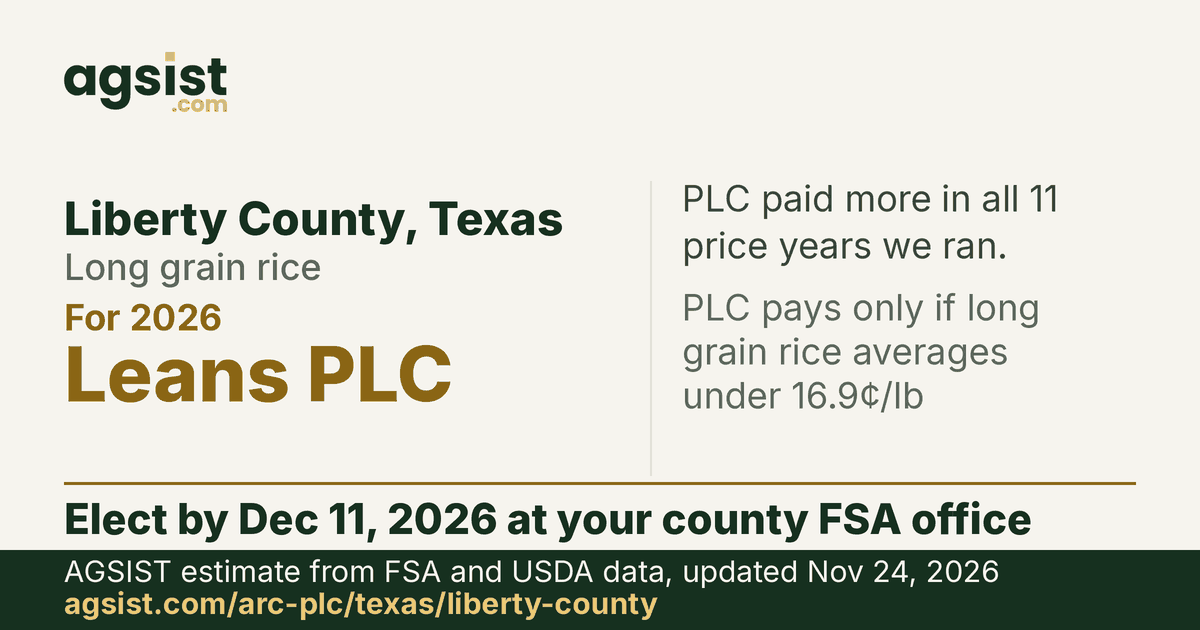 agsist
.com
Liberty County, Texas
Long grain rice
For 2026
Leans PLC
PLC paid more in all 11
price years we ran.
PLC pays only if long
grain rice averages
under 16.9¢/lb
Elect by Dec 11, 2026 at your county FSA office
AGSIST estimate from FSA and USDA data, updated Nov 24, 2026
agsist.com/arc-plc/texas/liberty-county